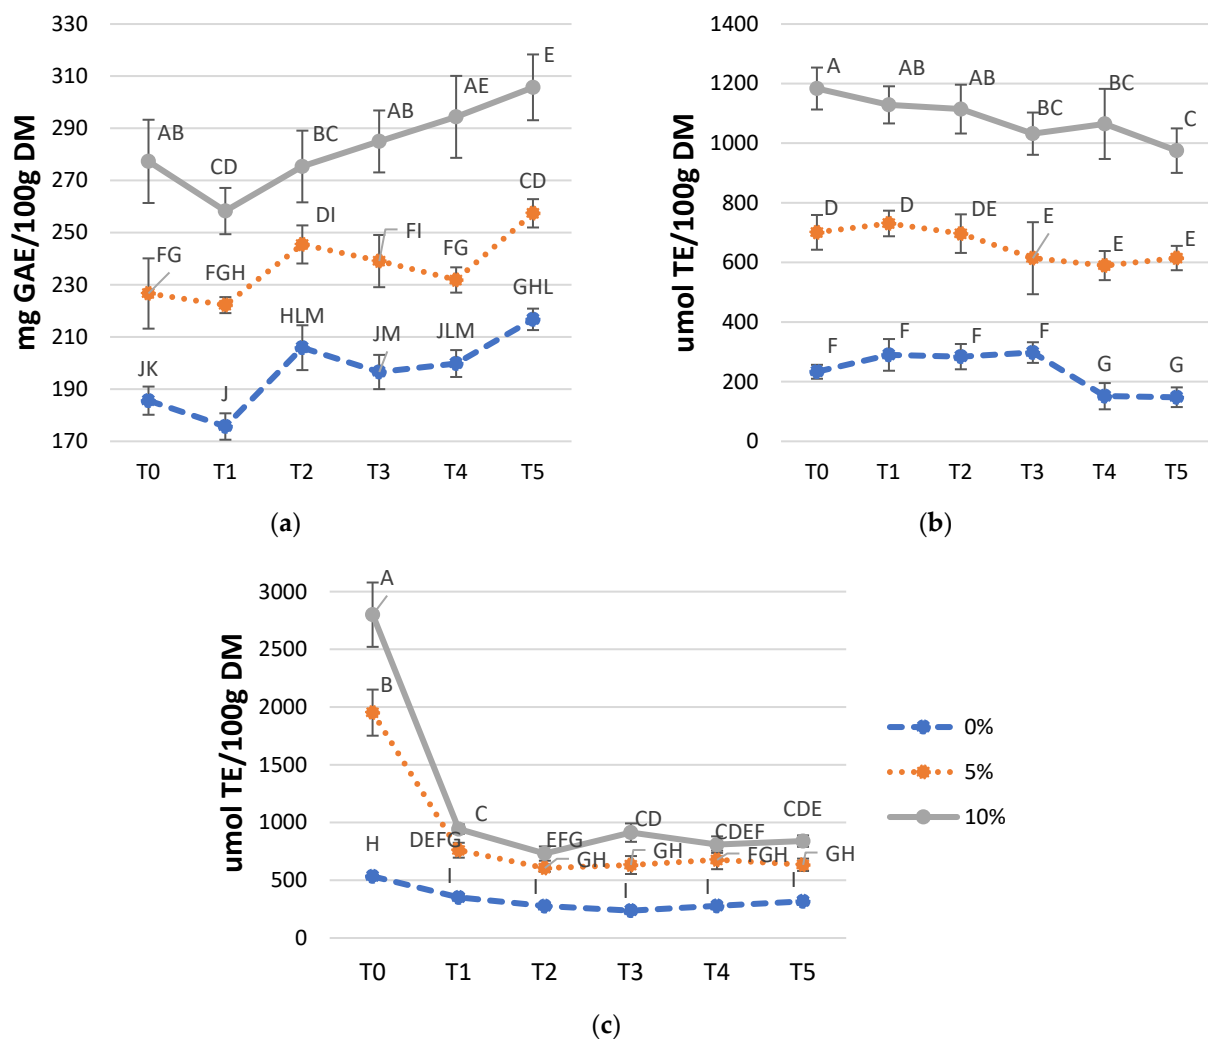 mg GAE/100g DM
330
310
290
270
250
230
210
190
170
AB
CD
BC
AB
AE
E
FG
FGH
DI
FI
FG
CD
JK
J
HLM
JM
JLM
GHL
T0 T1 T2 T3 T4 T5
(a)
umol TE/100g DM
1400
1200
1000
800
600
400
200
0
A
AB
AB
BC
BC
C
D
D
DE
E
E
E
F
F
F
F
G
G
T0 T1 T2 T3 T4 T5
(b)
umol TE/100g DM
3000
2500
2000
1500
1000
500
0
A
C
EFG
CD
CDEF
CDE
B
DEFG
GH
GH
FGH
GH
H
I
I
I
I
I
T0 T1 T2 T3 T4 T5
0%
5%
10%
(c)